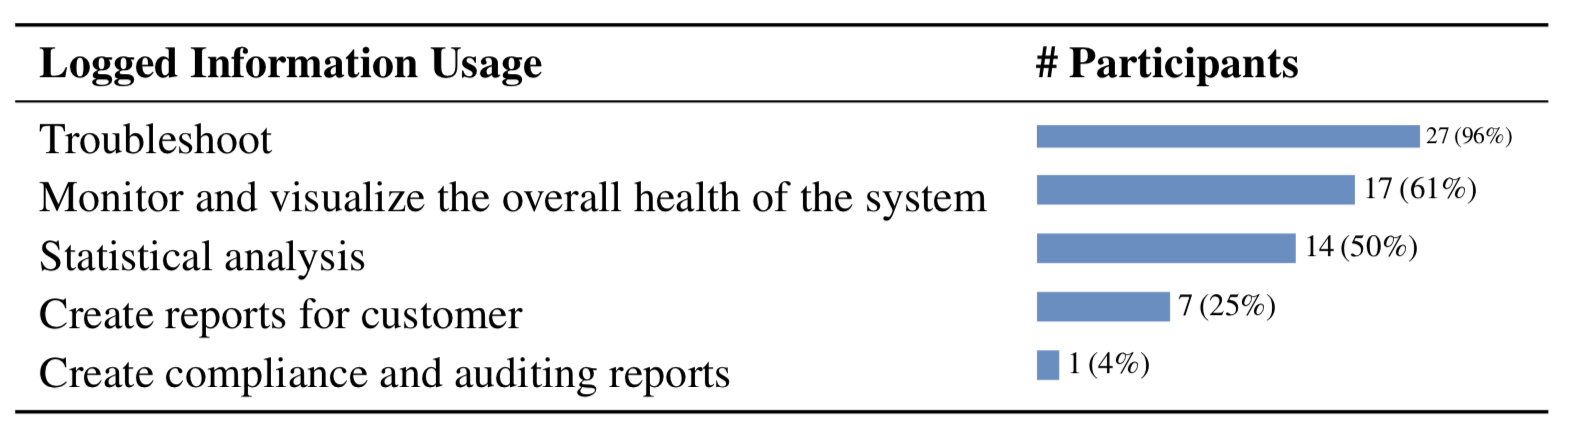 Logged Information Usage # Participants
Troubleshoot 27 (96%)
Monitor and visualize the overall health of the system 17 (61%)
Statistical analysis 14 (50%)
Create reports for customer 7 (25%)
Create compliance and auditing reports 1 (4%)